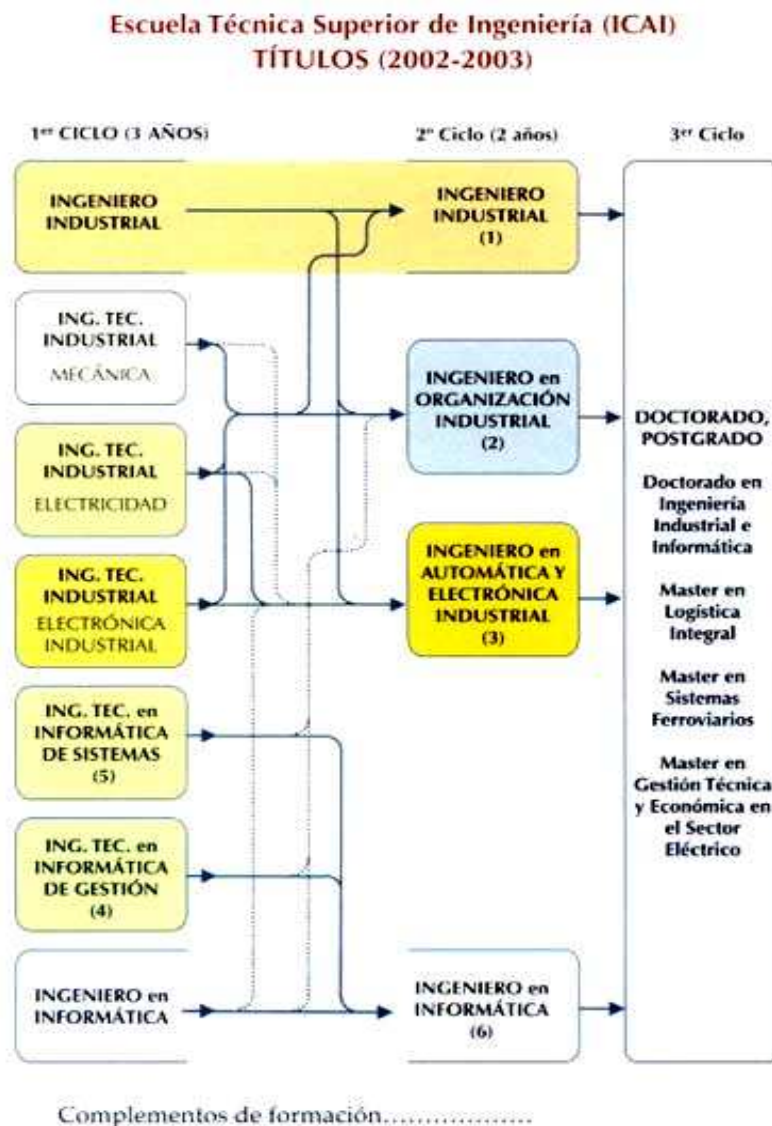 Escuela Técnica Superior de Ingeniería (ICAI)
TÍTULOS (2002-2003)
1er CICLO (3 AÑOS)
2º Ciclo (2 años)
3er Ciclo
INGENIERO
INDUSTRIAL
INGENIERO
INDUSTRIAL
(1)
ING. TEC.
INDUSTRIAL
MECÁNICA
INGENIERO en
ORGANIZACIÓN
INDUSTRIAL
(2)
ING. TEC.
INDUSTRIAL
ELECTRICIDAD
ING. TEC.
INDUSTRIAL
ELECTRÓNICA
INDUSTRIAL
INGENIERO en
AUTOMÁTICA Y
ELECTRÓNICA
INDUSTRIAL
(3)
ING. TEC. en
INFORMÁTICA
DE SISTEMAS
(5)
ING. TEC. en
INFORMÁTICA
DE GESTIÓN
(4)
INGENIERO en
INFORMÁTICA
INGENIERO en
INFORMÁTICA
(6)
DOCTORADO,
POSTGRADO
Doctorado en
Ingeniería
Industrial e
Informática
Master en
Logística
Integral
Master en
Sistemas
Ferroviarios
Master en
Gestión Técnica
y Económica en
el Sector
Eléctrico
Complementos de formación..................